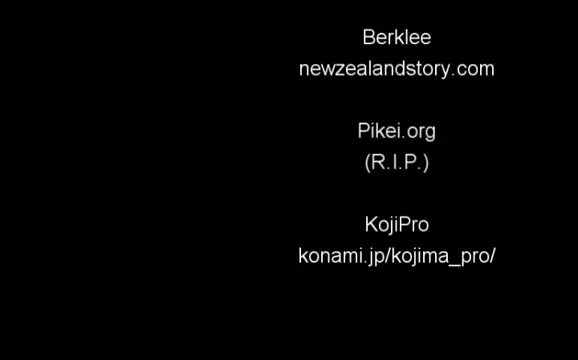 Berklee
newzealandstory.com
Pikei.org
(R.I.P.)
KojiPro
konami.jp/kojima_pro/